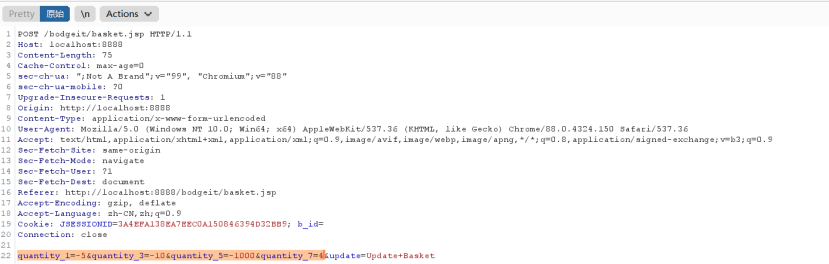 Pretty 原始 \n Actions
1 POST /bodgeit/basket.jsp HTTP/1.1
2 Host: localhost:8888
3 Content-Length: 75
4 Cache-Control: max-age=0
5 sec-ch-ua: ";Not A Brand";v="99", "Chromium";v="88"
6 sec-ch-ua-mobile: ?0
7 Upgrade-Insecure-Requests: 1
8 Origin: http://localhost:8888
9 Content-Type: application/x-www-form-urlencoded
10 User-Agent: Mozilla/5.0 (Windows NT 10.0; Win64; x64) AppleWebKit/537.36 (KHTML, like Gecko) Chrome/88.0.4324.150 Safari/537.36
11 Accept: text/html,application/xhtml+xml,application/xml;q=0.9,image/avif,image/webp,image/apng,*/*;q=0.8,application/signed-exchange;v=b3;q=0.9
12 Sec-Fetch-Site: same-origin
13 Sec-Fetch-Mode: navigate
14 Sec-Fetch-User: ?1
15 Sec-Fetch-Dest: document
16 Referer: http://localhost:8888/bodgeit/basket.jsp
17 Accept-Encoding: gzip, deflate
18 Accept-Language: zh-CN,zh;q=0.9
19 Cookie: JSESSIONID=3A4EFA138EA7EEC0A150846394D32BB9; b_id=
20 Connection: close
21
22 quantity_1=-5&quantity_3=-10&quantity_5=-1000&quantity_7=4&update=Update+Basket